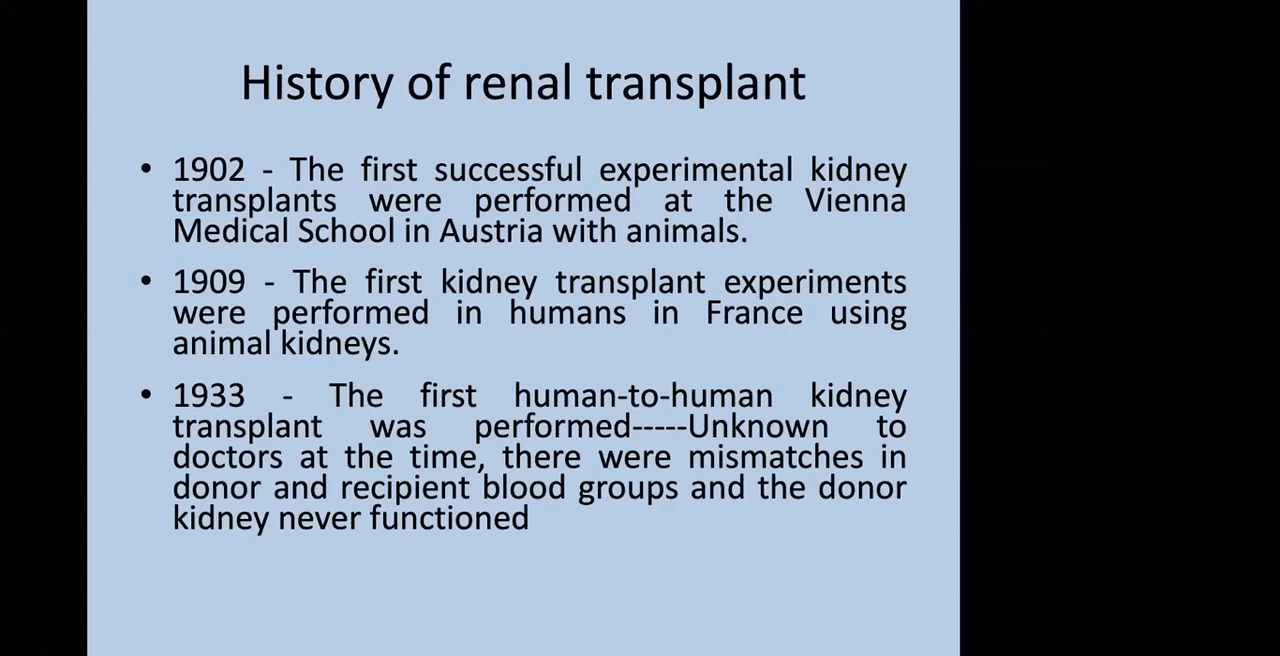 History of renal transplant
• 1902 - The first successful experimental kidney
transplants were performed at the Vienna
Medical School in Austria with animals.
• 1909 - The first kidney transplant experiments
were performed in humans in France using
animal kidneys.
• 1933 - The first human-to-human kidney
transplant was performed-----Unknown to
doctors at the time, there were mismatches in
donor and recipient blood groups and the donor
kidney never functioned